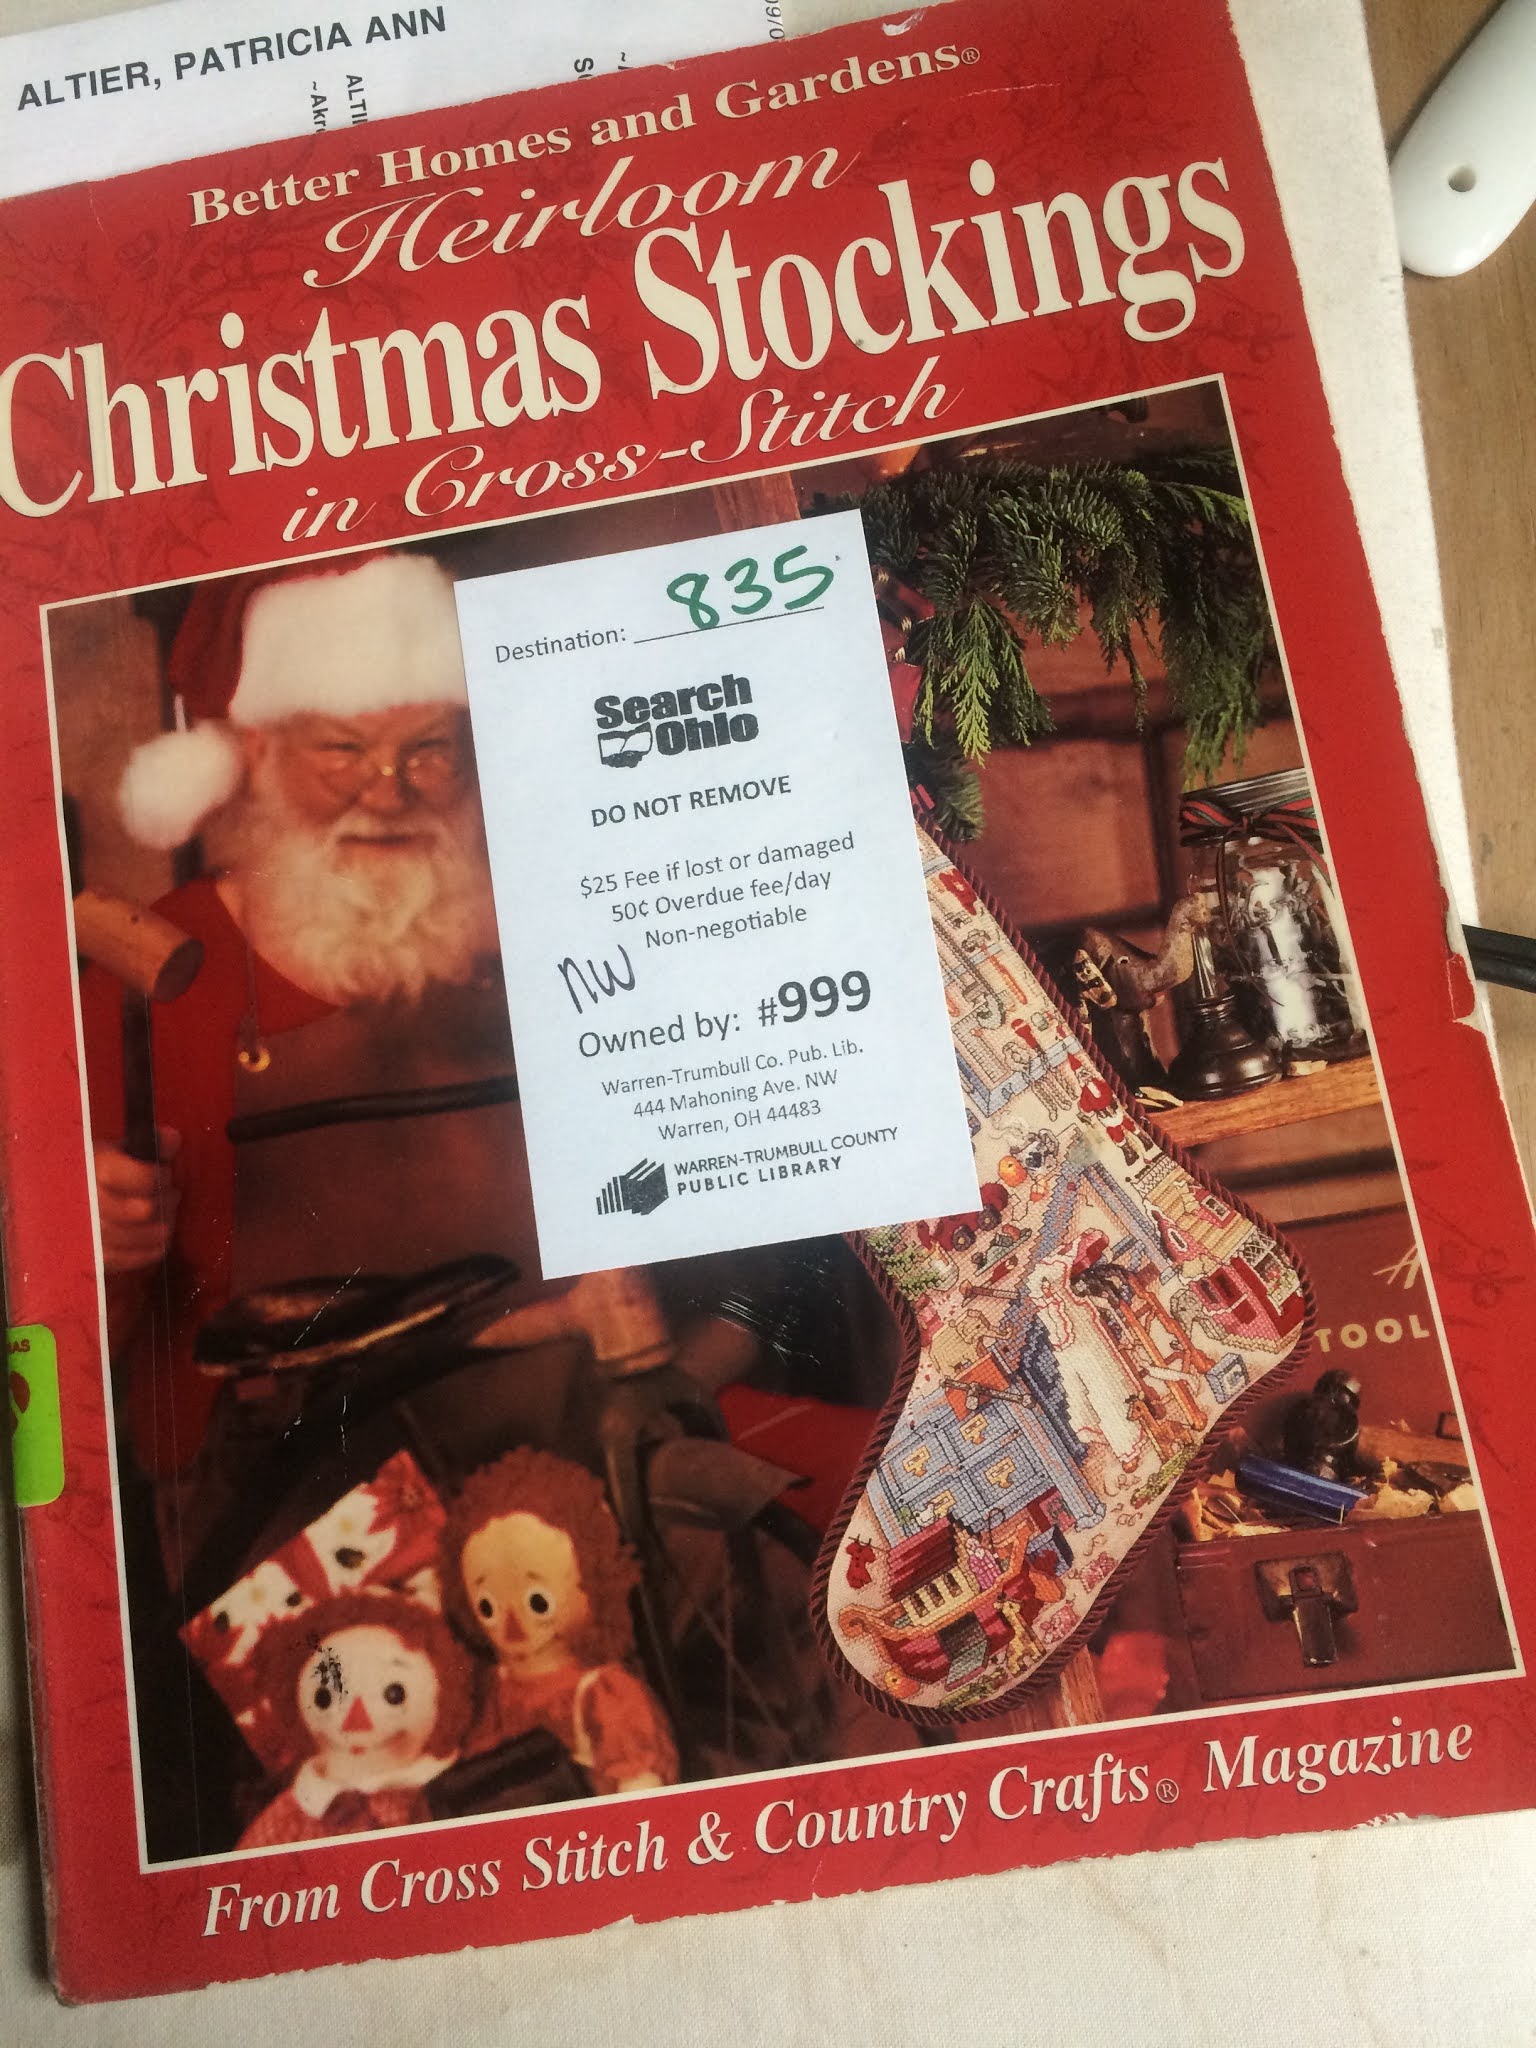 ALTIER, PATRICIA ANN
ALTI
~Akr
Better Homes and Gardens®
Heirloom
Christmas Stockings
in Cross-Stitch
Destination: 835
Search
Ohio
DO NOT REMOVE
$25 Fee if lost or damaged
50¢ Overdue fee/day
Non-negotiable
NW
Owned by: #999
Warren-Trumbull Co. Pub. Lib.
444 Mahoning Ave. NW
Warren, OH 44483
WARREN-TRUMBULL COUNTY
PUBLIC LIBRARY
TOOL
From Cross Stitch & Country Crafts® Magazine